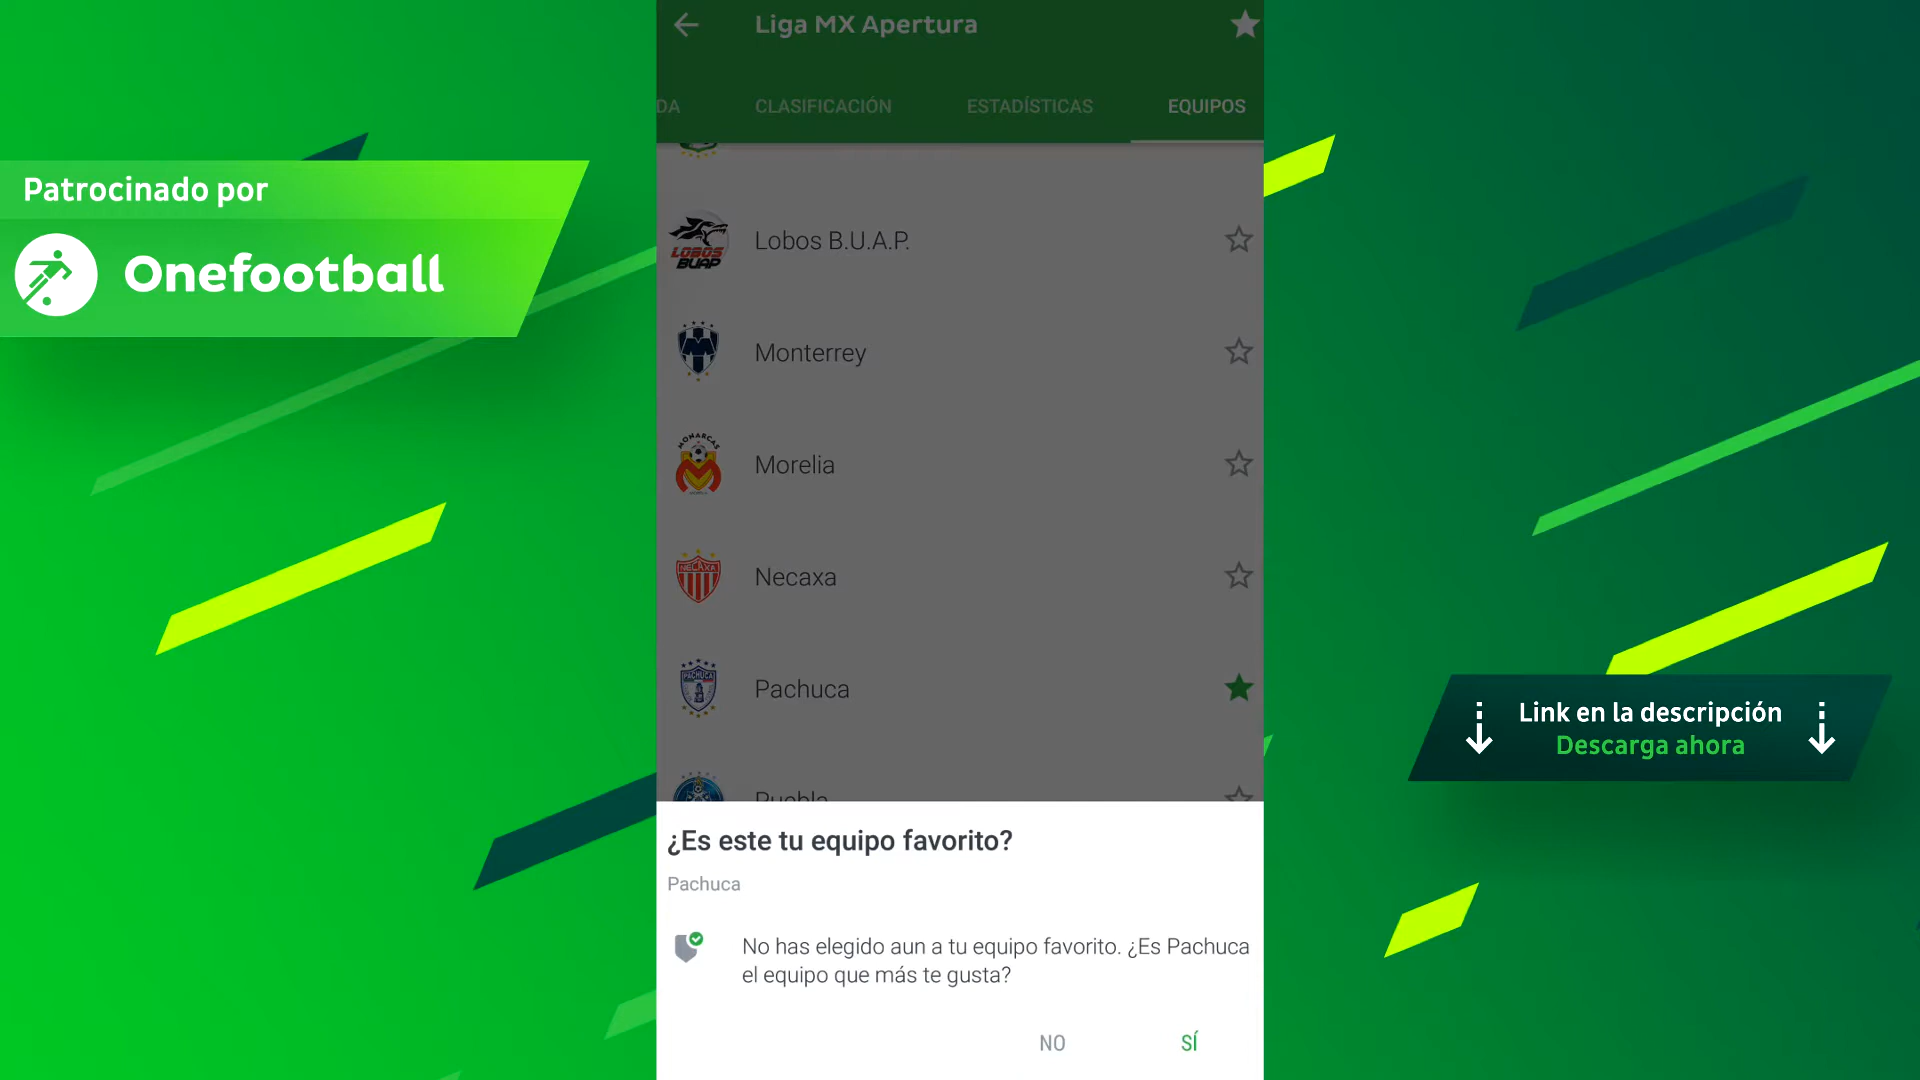 Patrocinado por
Onefootball
Liga MX Apertura
DA
CLASIFICACIÓN
ESTADÍSTICAS
EQUIPOS
LOBOS
BUAP
Lobos B.U.A.P.
Monterrey
MONARCAS
Morelia
NECAXA
Necaxa
PACHUCA
Pachuca
Puebla
¿Es este tu equipo favorito?
Pachuca
No has elegido aun a tu equipo favorito. ¿Es Pachuca
el equipo que más te gusta?
NO
SÍ
Link en la descripción
Descarga ahora